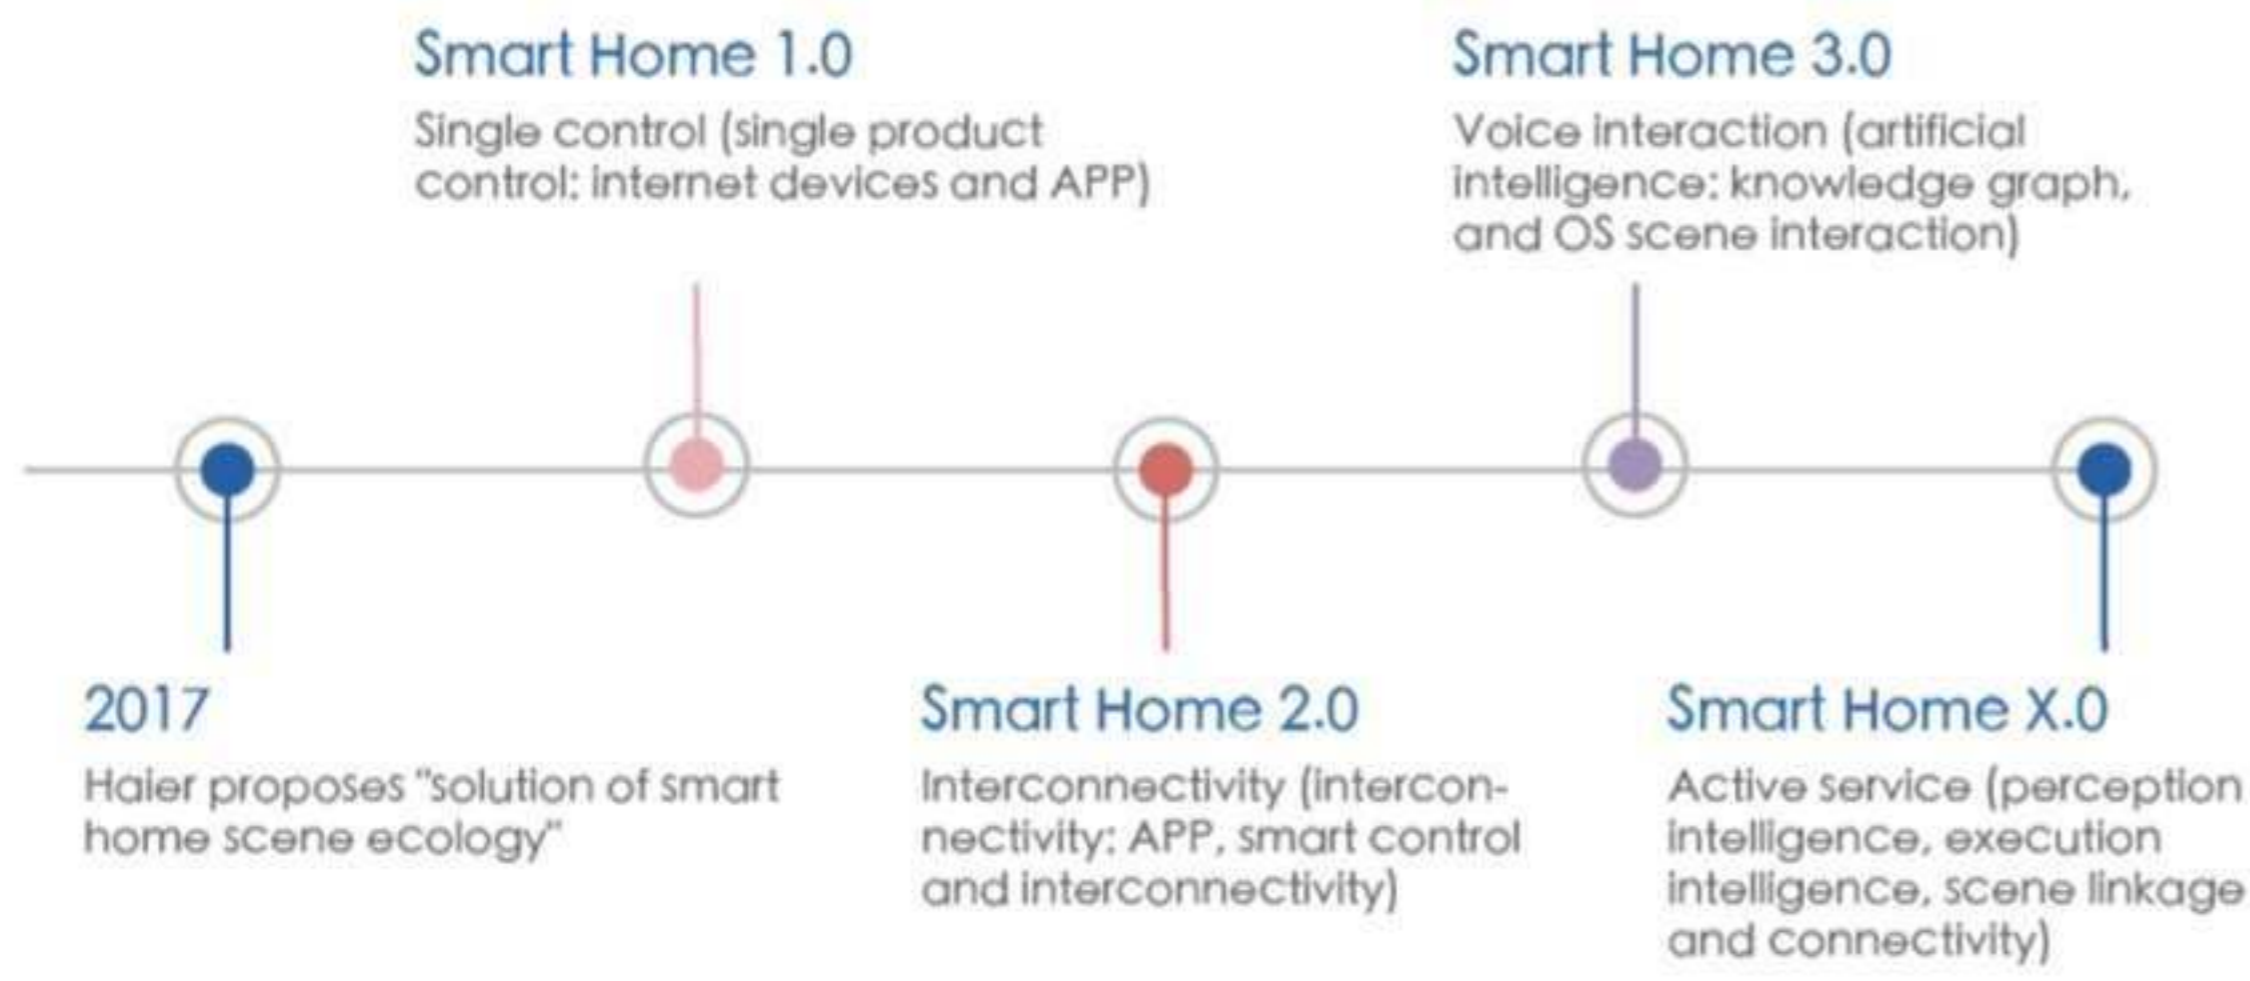 Smart Home 1.0
Single control (single product
control: internet devices and APP)
Smart Home 3.0
Voice interaction (artificial
intelligence: knowledge graph,
and OS scene interaction)
2017
Haier proposes "solution of smart
home scene ecology"
Smart Home 2.0
Interconnectivity (intercon-
nectivity: APP, smart control
and interconnectivity)
Smart Home X.0
Active service (perception
intelligence, execution
intelligence, scene linkage
and connectivity)